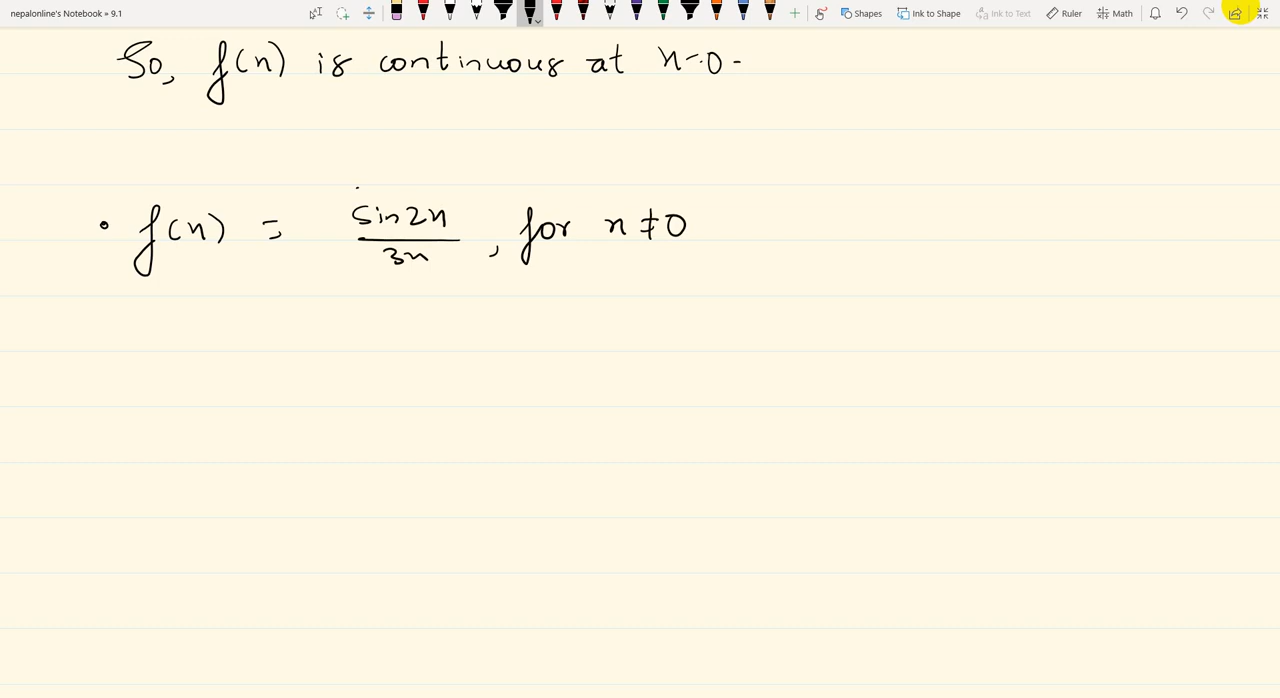 nepalonline's Notebook » 9.1
Shapes Ink to Shape Ink to Text Ruler Math
So, f(x) is continuous at x=0.
• f(x) = sin2x/3x, for x≠0